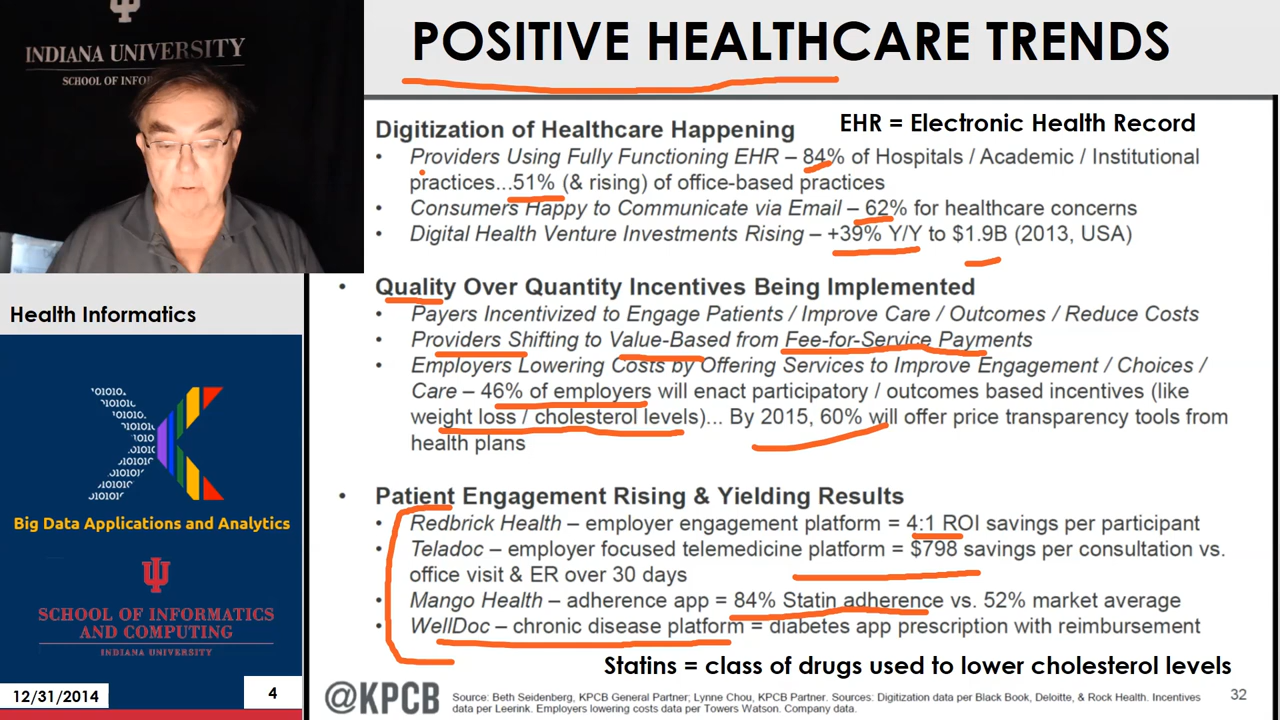 INDIANA UNIVERSITY
SCHOOL OF INFOR
POSITIVE HEALTHCARE TRENDS
Digitization of Healthcare Happening
EHR = Electronic Health Record
• Providers Using Fully Functioning EHR – 84% of Hospitals / Academic / Institutional
practices...51% (& rising) of office-based practices
• Consumers Happy to Communicate via Email – 62% for healthcare concerns
• Digital Health Venture Investments Rising – +39% Y/Y to $1.9B (2013, USA)
• Quality Over Quantity Incentives Being Implemented
• Payers Incentivized to Engage Patients / Improve Care / Outcomes / Reduce Costs
• Providers Shifting to Value-Based from Fee-for-Service Payments
• Employers Lowering Costs by Offering Services to Improve Engagement / Choices /
Care – 46% of employers will enact participatory / outcomes based incentives (like
weight loss / cholesterol levels)... By 2015, 60% will offer price transparency tools from
health plans
• Patient Engagement Rising & Yielding Results
• Redbrick Health – employer engagement platform = 4:1 ROI savings per participant
• Teladoc – employer focused telemedicine platform = $798 savings per consultation vs.
office visit & ER over 30 days
• Mango Health – adherence app = 84% Statin adherence vs. 52% market average
• WellDoc – chronic disease platform = diabetes app prescription with reimbursement
Statins = class of drugs used to lower cholesterol levels
@KPCB
Source: Beth Seidenberg, KPCB General Partner; Lynne Chou, KPCB Partner. Sources: Digitization data per Black Book, Deloitte, & Rock Health. Incentives
data per Leerink. Employers lowering costs data per Towers Watson. Company data.
32
Health Informatics
Big Data Applications and Analytics
SCHOOL OF INFORMATICS
AND COMPUTING
INDIANA UNIVERSITY
12/31/2014
4